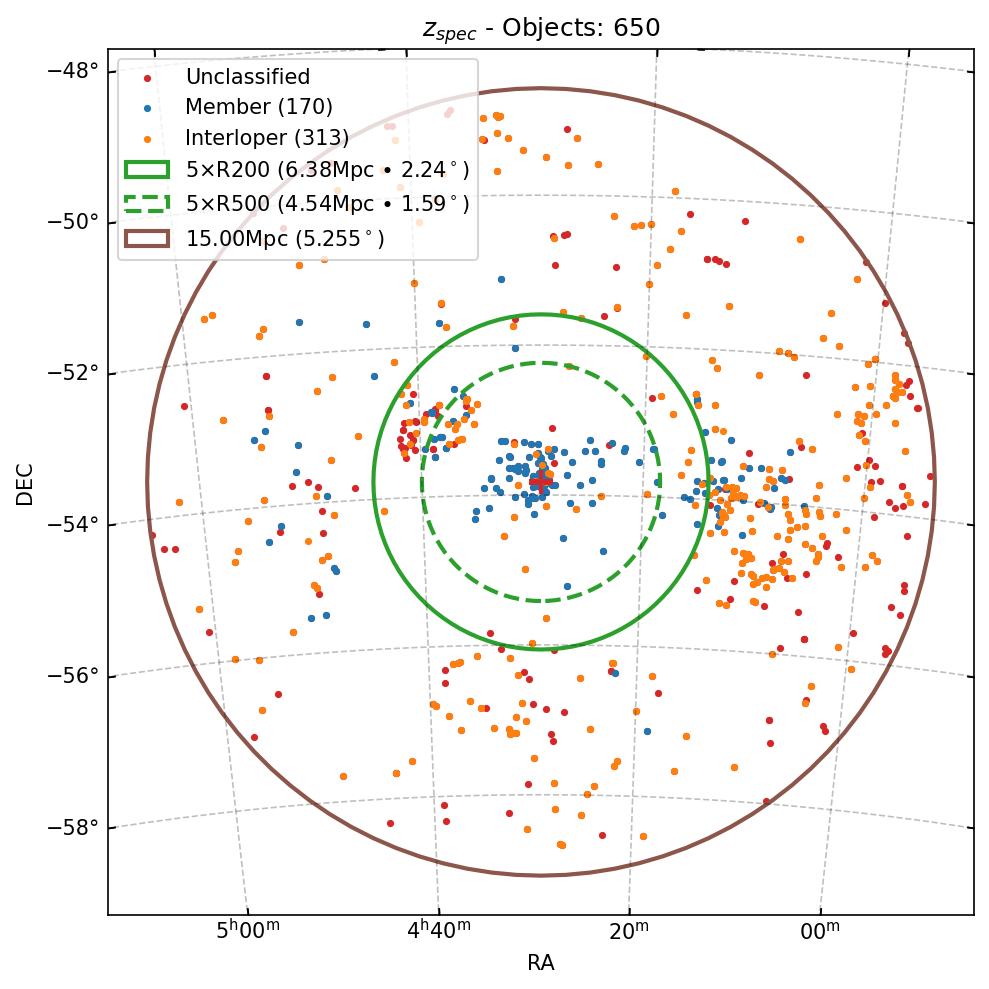 z_spec - Objects: 650
Unclassified
Member (170)
Interloper (313)
5×R200 (6.38Mpc • 2.24°)
5×R500 (4.54Mpc • 1.59°)
15.00Mpc (5.255°)
−48°
−50°
−52°
−54°
−56°
−58°
DEC
5ʰ00ᵐ 4ʰ40ᵐ 20ᵐ 00ᵐ
RA